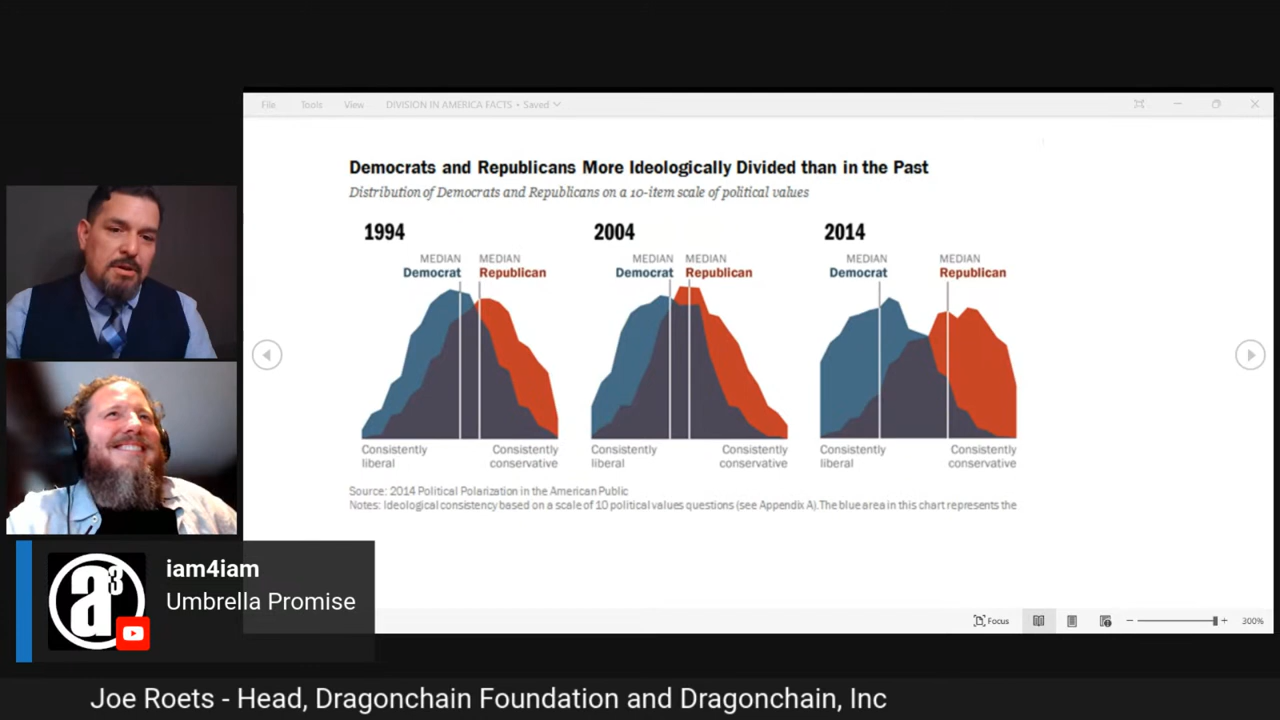 File Tools View DIVISION IN AMERICA FACTS • Saved
Democrats and Republicans More Ideologically Divided than in the Past
Distribution of Democrats and Republicans on a 10-item scale of political values
1994 2004 2014
MEDIAN MEDIAN MEDIAN MEDIAN MEDIAN MEDIAN
Democrat Republican Democrat Republican Democrat Republican
Consistently Consistently Consistently Consistently Consistently Consistently
liberal conservative liberal conservative liberal conservative
Source: 2014 Political Polarization in the American Public
Notes: Ideological consistency based on a scale of 10 political values questions (see Appendix A).The blue area in this chart represents the
a3
iam4iam
Umbrella Promise
Focus 300%
Joe Roets - Head, Dragonchain Foundation and Dragonchain, Inc